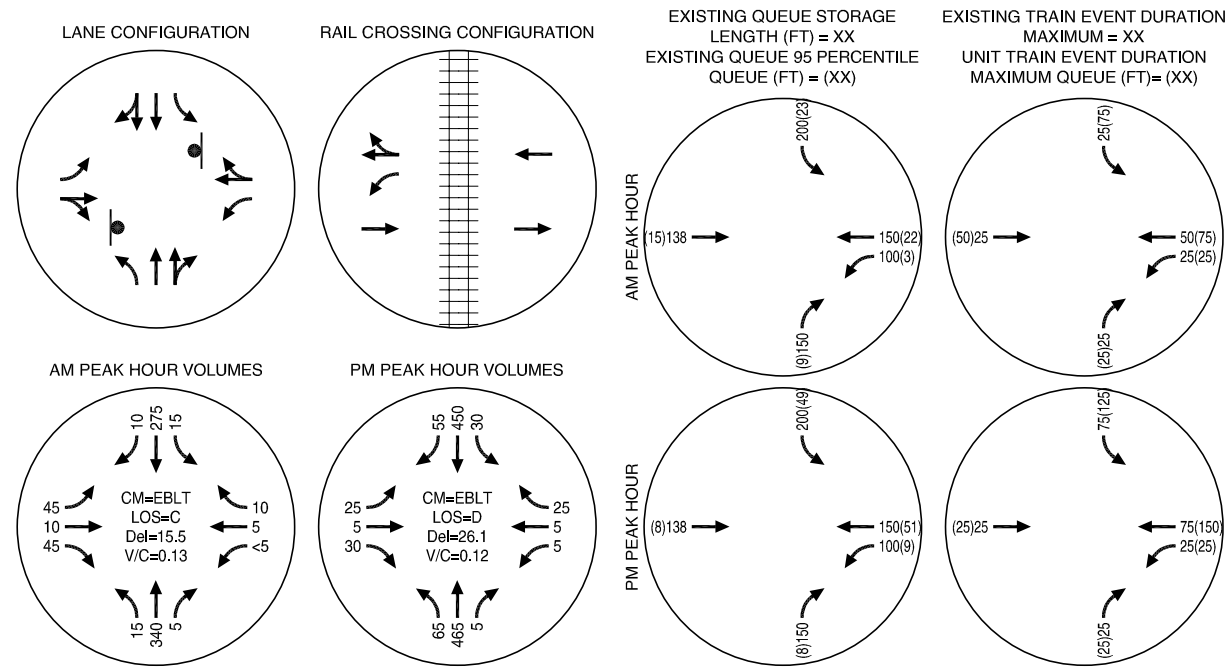 LANE CONFIGURATION
RAIL CROSSING CONFIGURATION
EXISTING QUEUE STORAGE
LENGTH (FT) = XX
EXISTING QUEUE 95 PERCENTILE
QUEUE (FT) = (XX)
EXISTING TRAIN EVENT DURATION
MAXIMUM = XX
UNIT TRAIN EVENT DURATION
MAXIMUM QUEUE (FT)= (XX)
AM PEAK HOUR
200(23)
(15)138
150(22)
100(3)
(9)150
25(75)
(50)25
50(75)
25(25)
(25)25
AM PEAK HOUR VOLUMES
10
275
15
45
10
45
CM=EBLT
LOS=C
Del=15.5
V/C=0.13
10
5
<5
15
340
5
PM PEAK HOUR VOLUMES
55
450
30
25
5
30
CM=EBLT
LOS=D
Del=26.1
V/C=0.12
25
5
5
65
465
5
PM PEAK HOUR
200(49)
(8)138
150(51)
100(9)
(8)150
75(125)
(25)25
75(150)
25(25)
(25)25